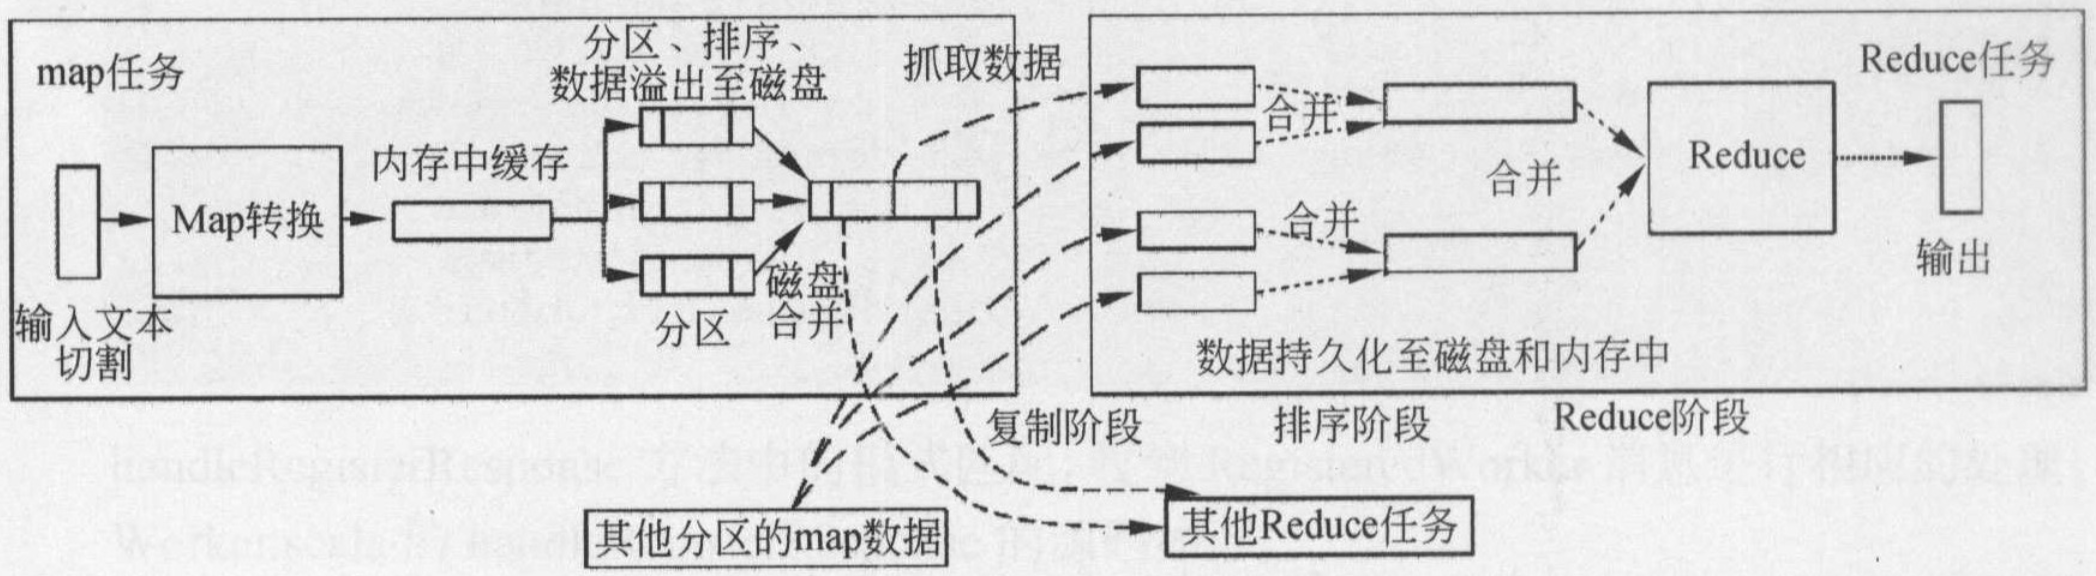 map任务
分区、排序、
数据溢出至磁盘
内存中缓存
Map转换
输入文本
切割
分区
磁盘
合并
抓取数据
Reduce任务
合并
合并
合并
Reduce
输出
数据持久化至磁盘和内存中
复制阶段
排序阶段
Reduce阶段
其他分区的map数据
其他Reduce任务